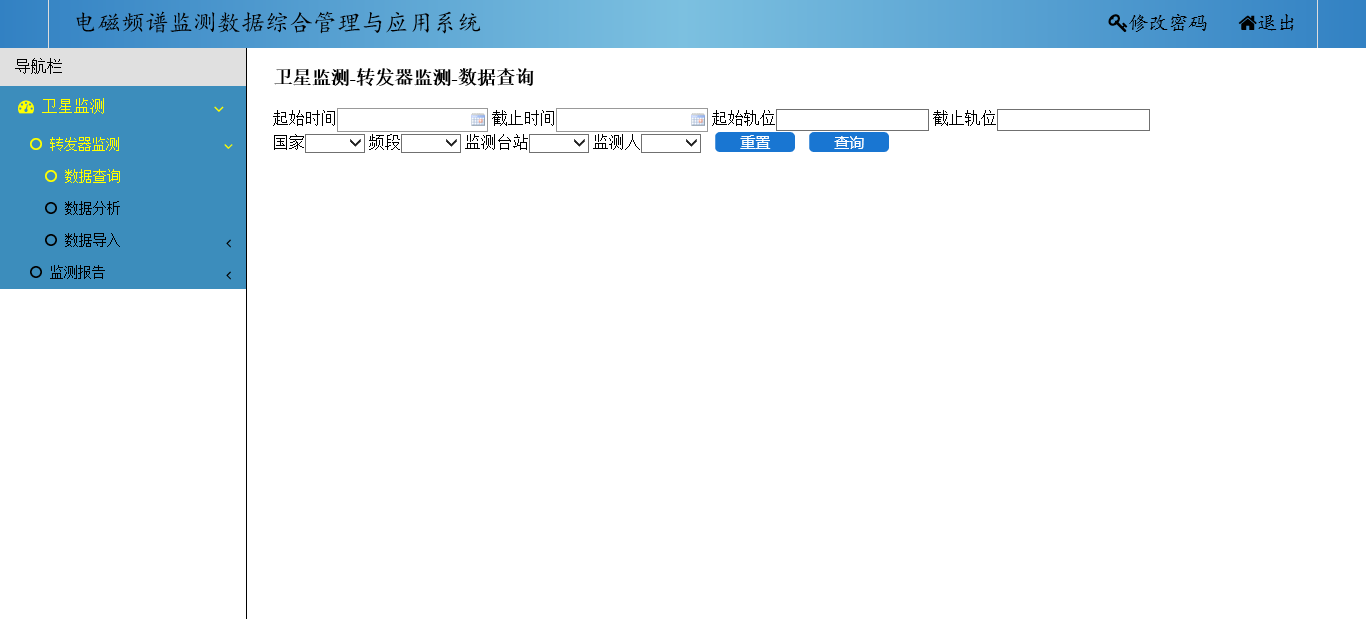 电磁频谱监测数据综合管理与应用系统
修改密码 退出
导航栏
卫星监测
转发器监测
数据查询
数据分析
数据导入
监测报告
卫星监测-转发器监测-数据查询
起始时间 截止时间 起始轨位 截止轨位
国家 频段 监测台站 监测人 重置 查询